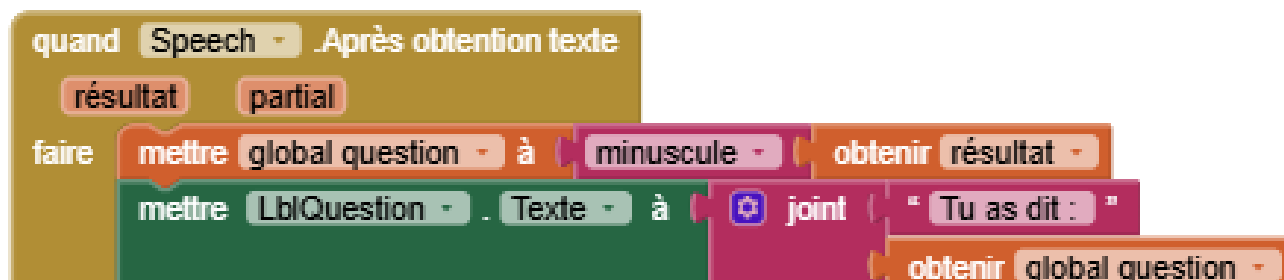 quand Speech .Après obtention texte
résultat partial
faire mettre global question à minuscule obtenir résultat
mettre LblQuestion . Texte à joint " Tu as dit : "
obtenir global question